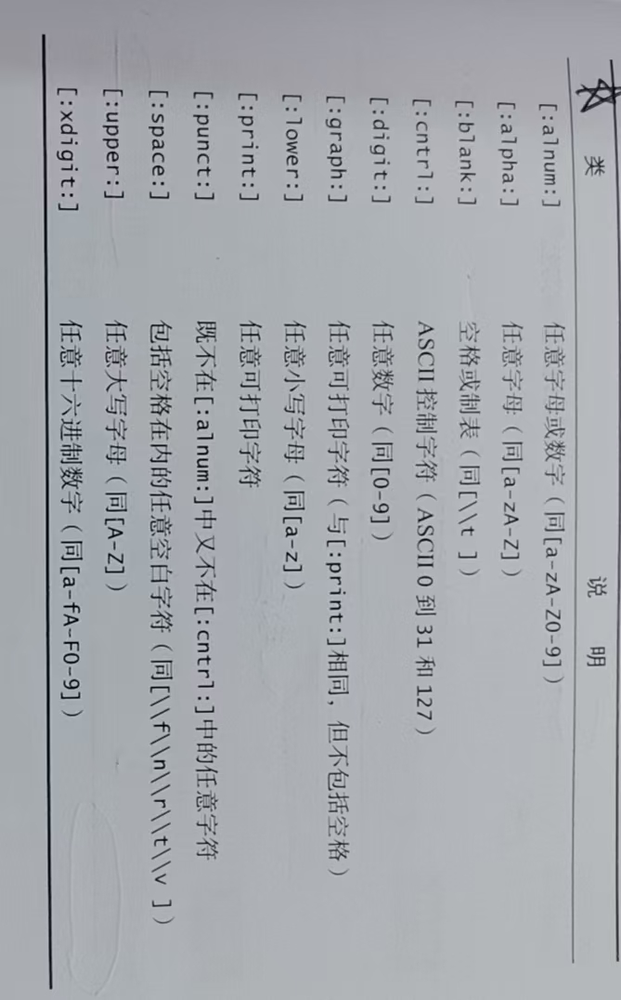 类 说 明
[:alnum:] 任意字母或数字（同[a-zA-Z0-9]）
[:alpha:] 任意字母（同[a-zA-Z]）
[:blank:] 空格或制表（同[\\t ]）
[:cntrl:] ASCII 控制字符（ASCII 0 到 31 和 127）
[:digit:] 任意数字（同[0-9]）
[:graph:] 任意可打印字符（与[:print:]相同，但不包括空格）
[:lower:] 任意小写字母（同[a-z]）
[:print:] 任意可打印字符
[:punct:] 既不在[:alnum:]中又不在[:cntrl:]中的任意字符
[:space:] 包括空格在内的任意空白字符（同[\\f\\n\\r\\t\\v ]）
[:upper:] 任意大写字母（同[A-Z]）
[:xdigit:] 任意十六进制数字（同[a-fA-F0-9]）